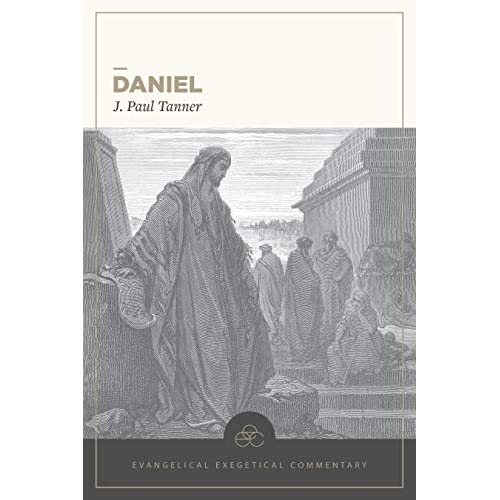 DANIEL
J. Paul Tanner
EVANGELICAL EXEGETICAL COMMENTARY